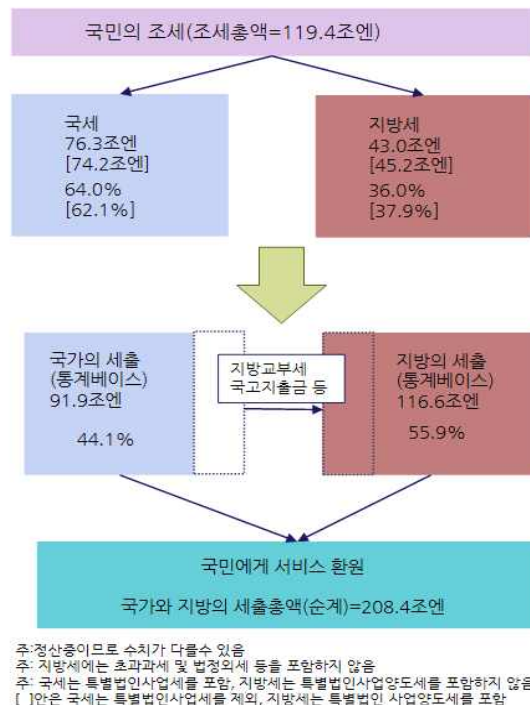 국민의 조세(조세총액=119.4조엔)
국세
76.3조엔
[74.2조엔]
64.0%
[62.1%]
지방세
43.0조엔
[45.2조엔]
36.0%
[37.9%]
국가의 세출
(통계베이스)
91.9조엔
44.1%
지방교부세
국고지출금 등
지방의 세출
(통계베이스)
116.6조엔
55.9%
국민에게 서비스 환원
국가와 지방의 세출총액(순계)=208.4조엔
주:정산중이므로 수치가 다를수 있음
주: 지방세에는 초과과세 및 법정외세 등을 포함하지 않음
주: 국세는 특별법인사업세를 포함, 지방세는 특별법인사업양도세를 포함하지 않음
[ ]안은 국세는 특별법인사업세를 제외, 지방세는 특별법인 사업양도세를 포함